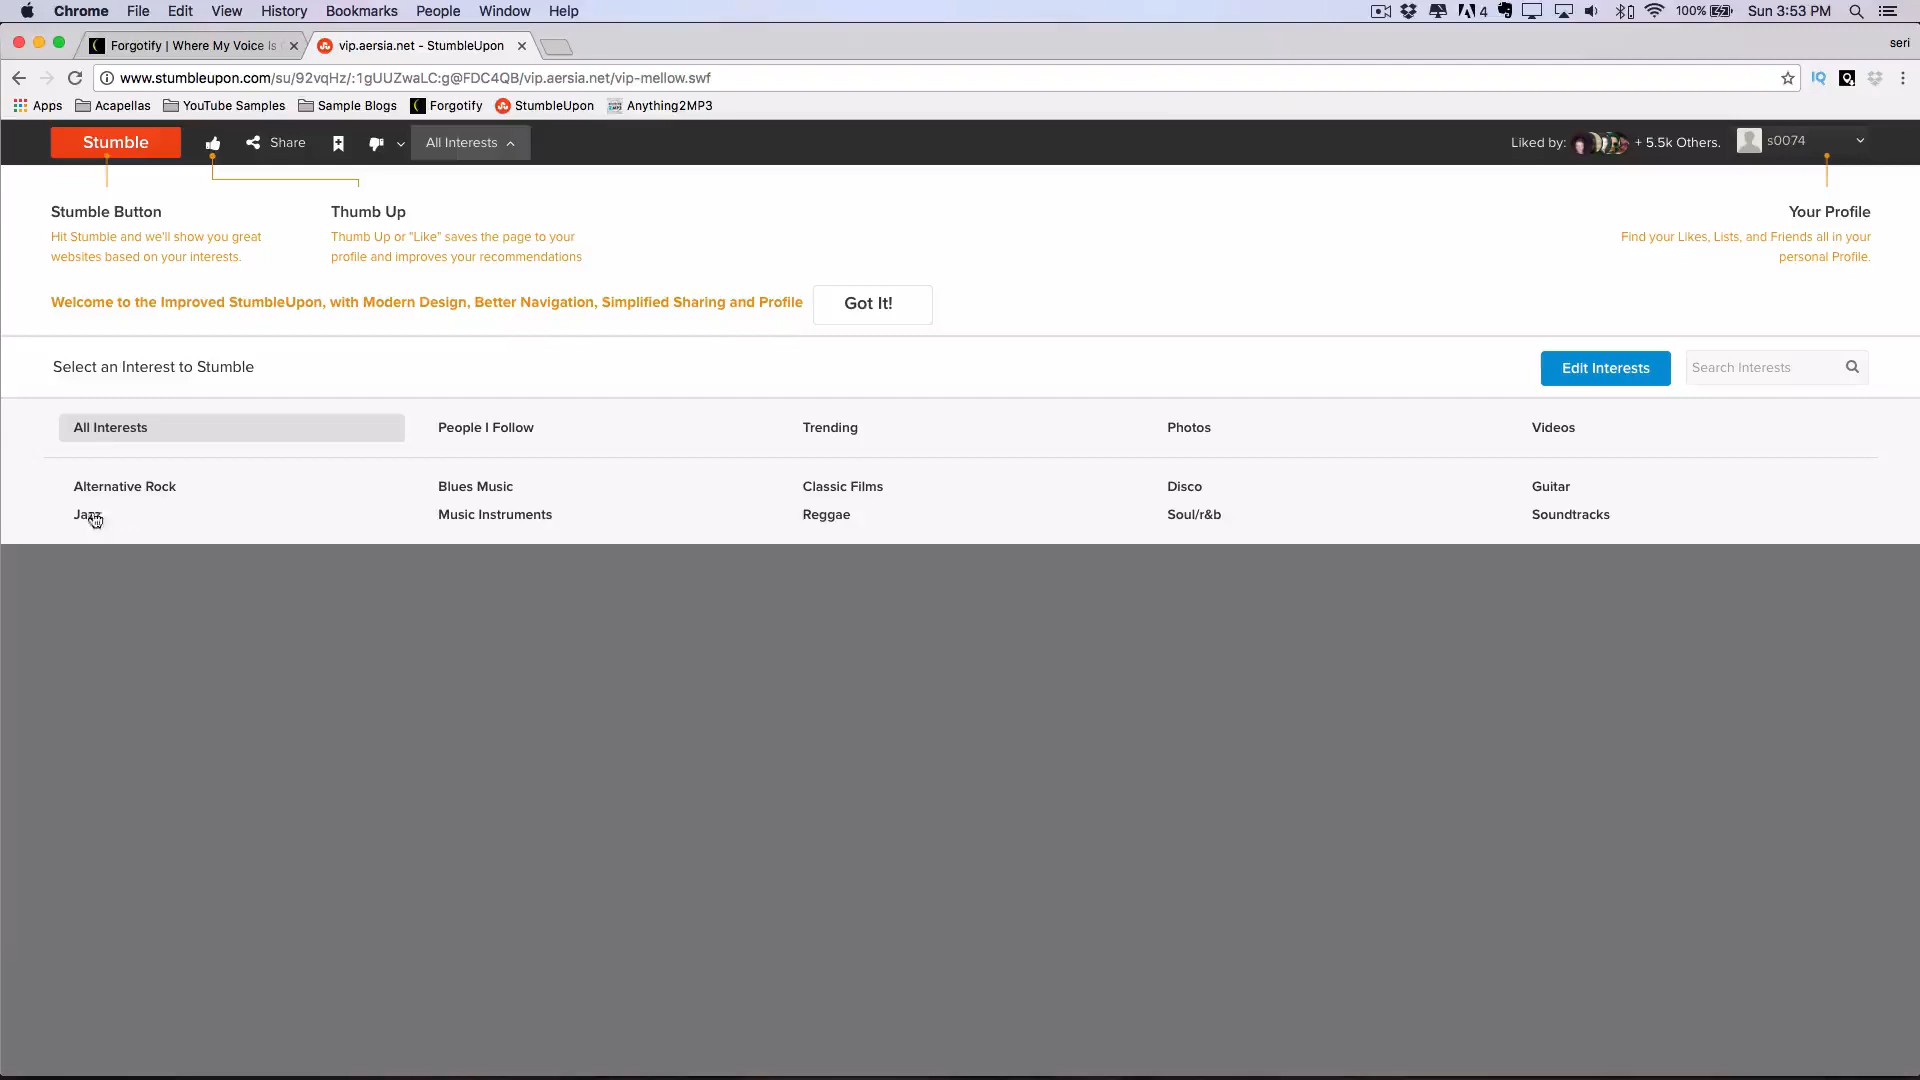 Chrome File Edit View History Bookmarks People Window Help 4 100% Sun 3:53 PM
Forgotify | Where My Voice Is vip.aersia.net - StumbleUpon seri
www.stumbleupon.com/su/92vqHz/:1gUUZwaLC:g@FDC4QB/vip.aersia.net/vip-mellow.swf IQ
Apps Acapellas YouTube Samples Sample Blogs Forgotify StumbleUpon Anything2MP3
Stumble Share All Interests Liked by: + 5.5k Others. s0074
Stumble Button Thumb Up Your Profile
Hit Stumble and we'll show you great Thumb Up or "Like" saves the page to your Find your Likes, Lists, and Friends all in your
websites based on your interests. profile and improves your recommendations personal Profile.
Welcome to the Improved StumbleUpon, with Modern Design, Better Navigation, Simplified Sharing and Profile Got It!
Select an Interest to Stumble Edit Interests Search Interests
All Interests People I Follow Trending Photos Videos
Alternative Rock Blues Music Classic Films Disco Guitar
Jazz Music Instruments Reggae Soul/r&b Soundtracks